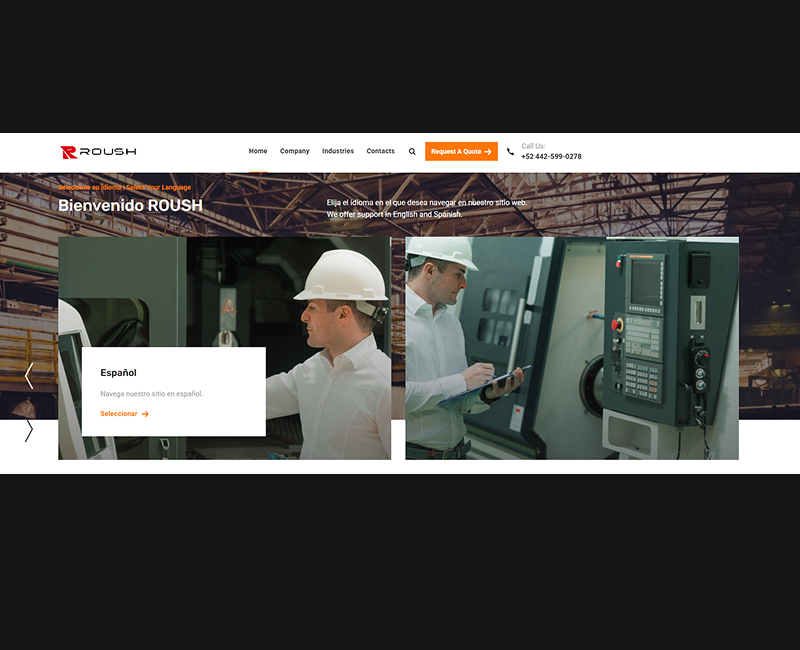 ROUSH
Home
Company
Industries
Contacts
Request A Quote
Call Us:
+52 442-599-0278
Seleccione su Idioma | Select Your Language
Bienvenido ROUSH
Elija el idioma en el que desea navegar en nuestro sitio web.
We offer support in English and Spanish.
Español
Navega nuestro sitio en español.
Seleccionar